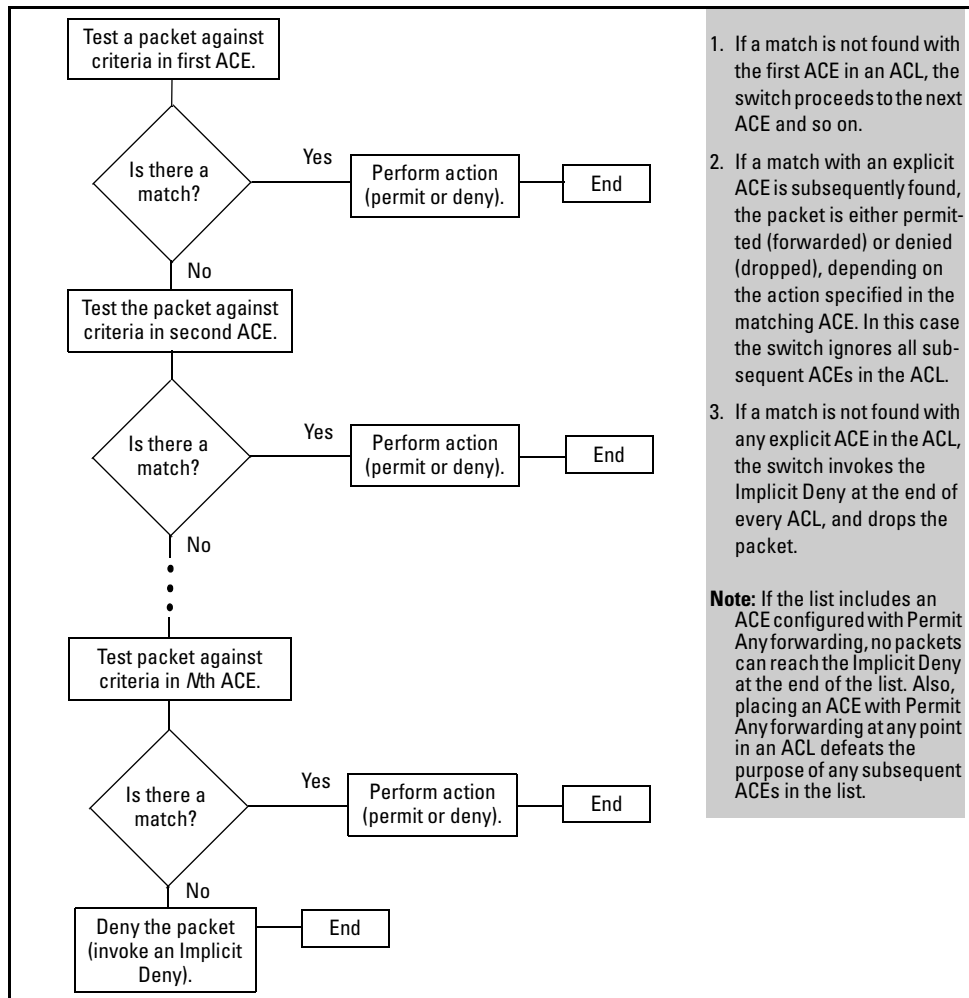 Test a packet against
criteria in first ACE.
Is there a
match?
Yes
Perform action
(permit or deny).
End
No
Test the packet against
criteria in second ACE.
Is there a
match?
Yes
Perform action
(permit or deny).
End
No
Test packet against
criteria in Nth ACE.
Is there a
match?
Yes
Perform action
(permit or deny).
End
No
Deny the packet
(invoke an Implicit
Deny).
End
1. If a match is not found with
the first ACE in an ACL, the
switch proceeds to the next
ACE and so on.
2. If a match with an explicit
ACE is subsequently found,
the packet is either permit-
ted (forwarded) or denied
(dropped), depending on
the action specified in the
matching ACE. In this case
the switch ignores all sub-
sequent ACEs in the ACL.
3. If a match is not found with
any explicit ACE in the ACL,
the switch invokes the
Implicit Deny at the end of
every ACL, and drops the
packet.
Note: If the list includes an
ACE configured with Permit
Any forwarding, no packets
can reach the Implicit Deny
at the end of the list. Also,
placing an ACE with Permit
Any forwarding at any point
in an ACL defeats the
purpose of any subsequent
ACEs in the list.